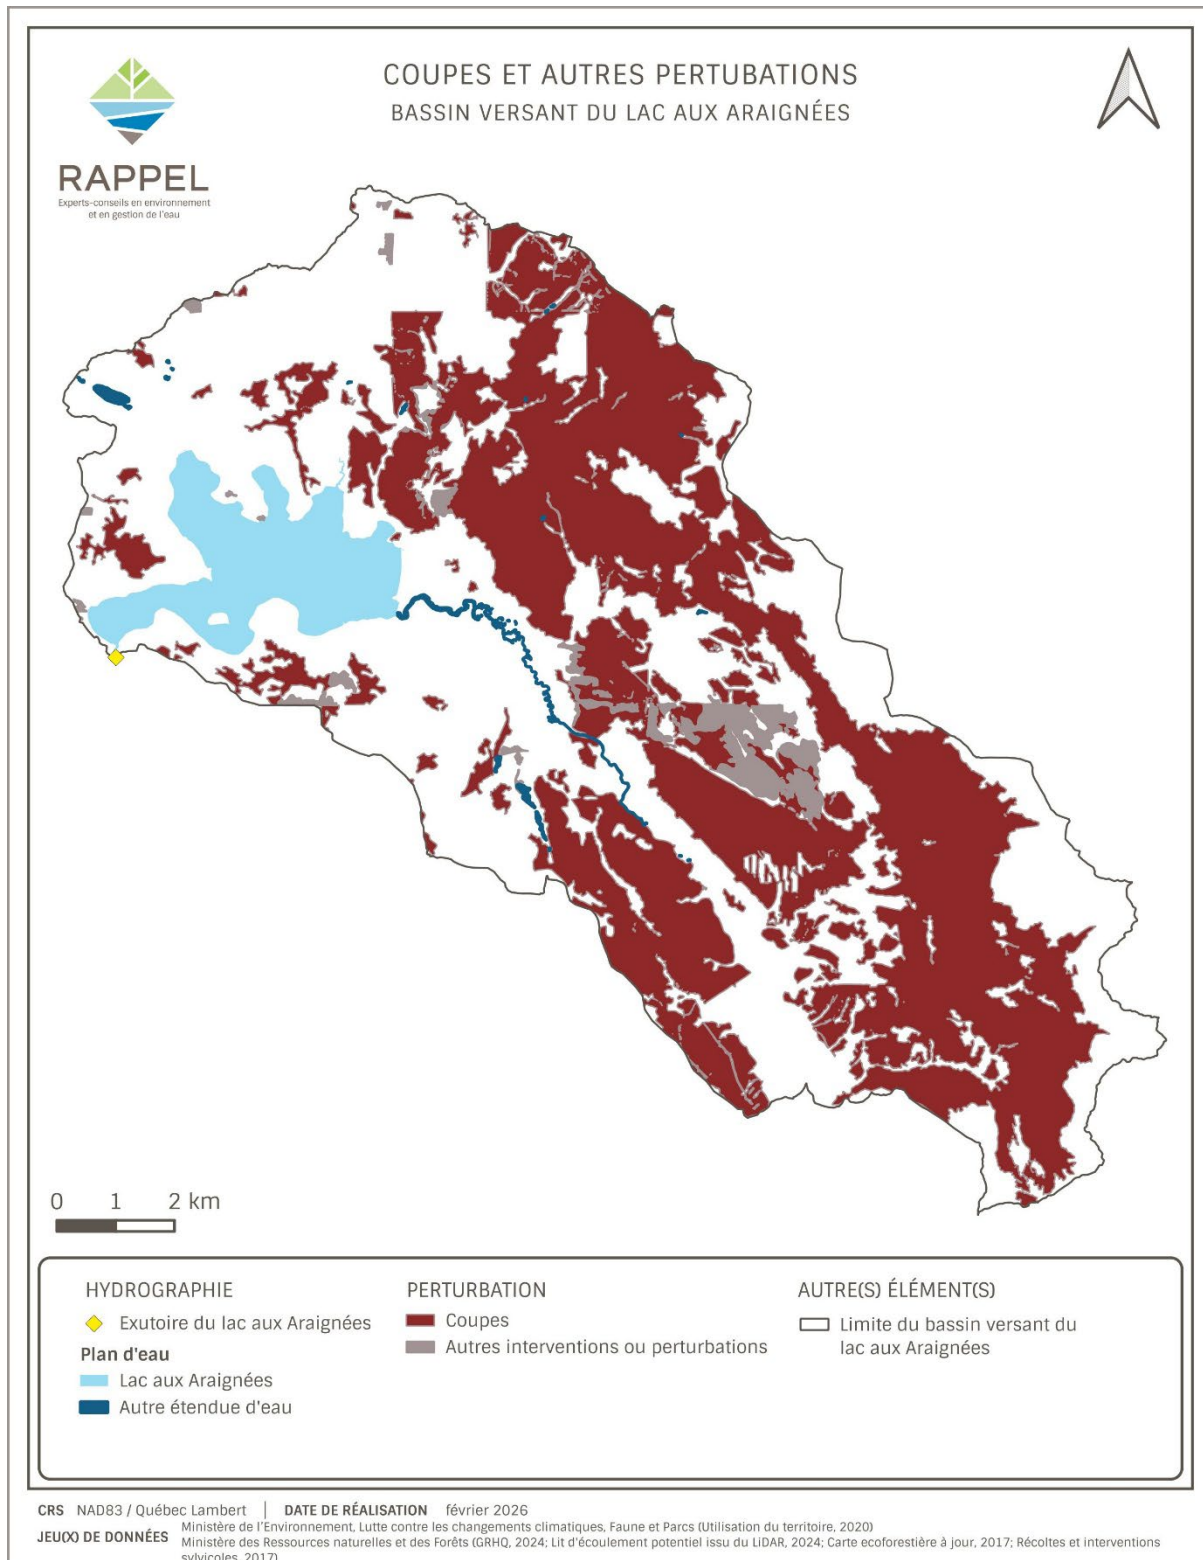 COUPES ET AUTRES PERTUBATIONS
BASSIN VERSANT DU LAC AUX ARAIGNÉES
RAPPEL
Experts-conseils en environnement
et en gestion de l'eau
0 1 2 km
HYDROGRAPHIE
Exutoire du lac aux Araignées
Plan d'eau
Lac aux Araignées
Autre étendue d'eau
PERTURBATION
Coupes
Autres interventions ou perturbations
AUTRE(S) ÉLÉMENT(S)
Limite du bassin versant du
lac aux Araignées
CRS NAD83 / Québec Lambert | DATE DE RÉALISATION février 2026
JEU(X) DE DONNÉES Ministère de l'Environnement, Lutte contre les changements climatiques, Faune et Parcs (Utilisation du territoire, 2020)
Ministère des Ressources naturelles et des Forêts (GRHQ, 2024; Lit d'écoulement potentiel issu du LiDAR, 2024; Carte ecoforestière à jour, 2017; Récoltes et interventions
sylvicoles, 2017)